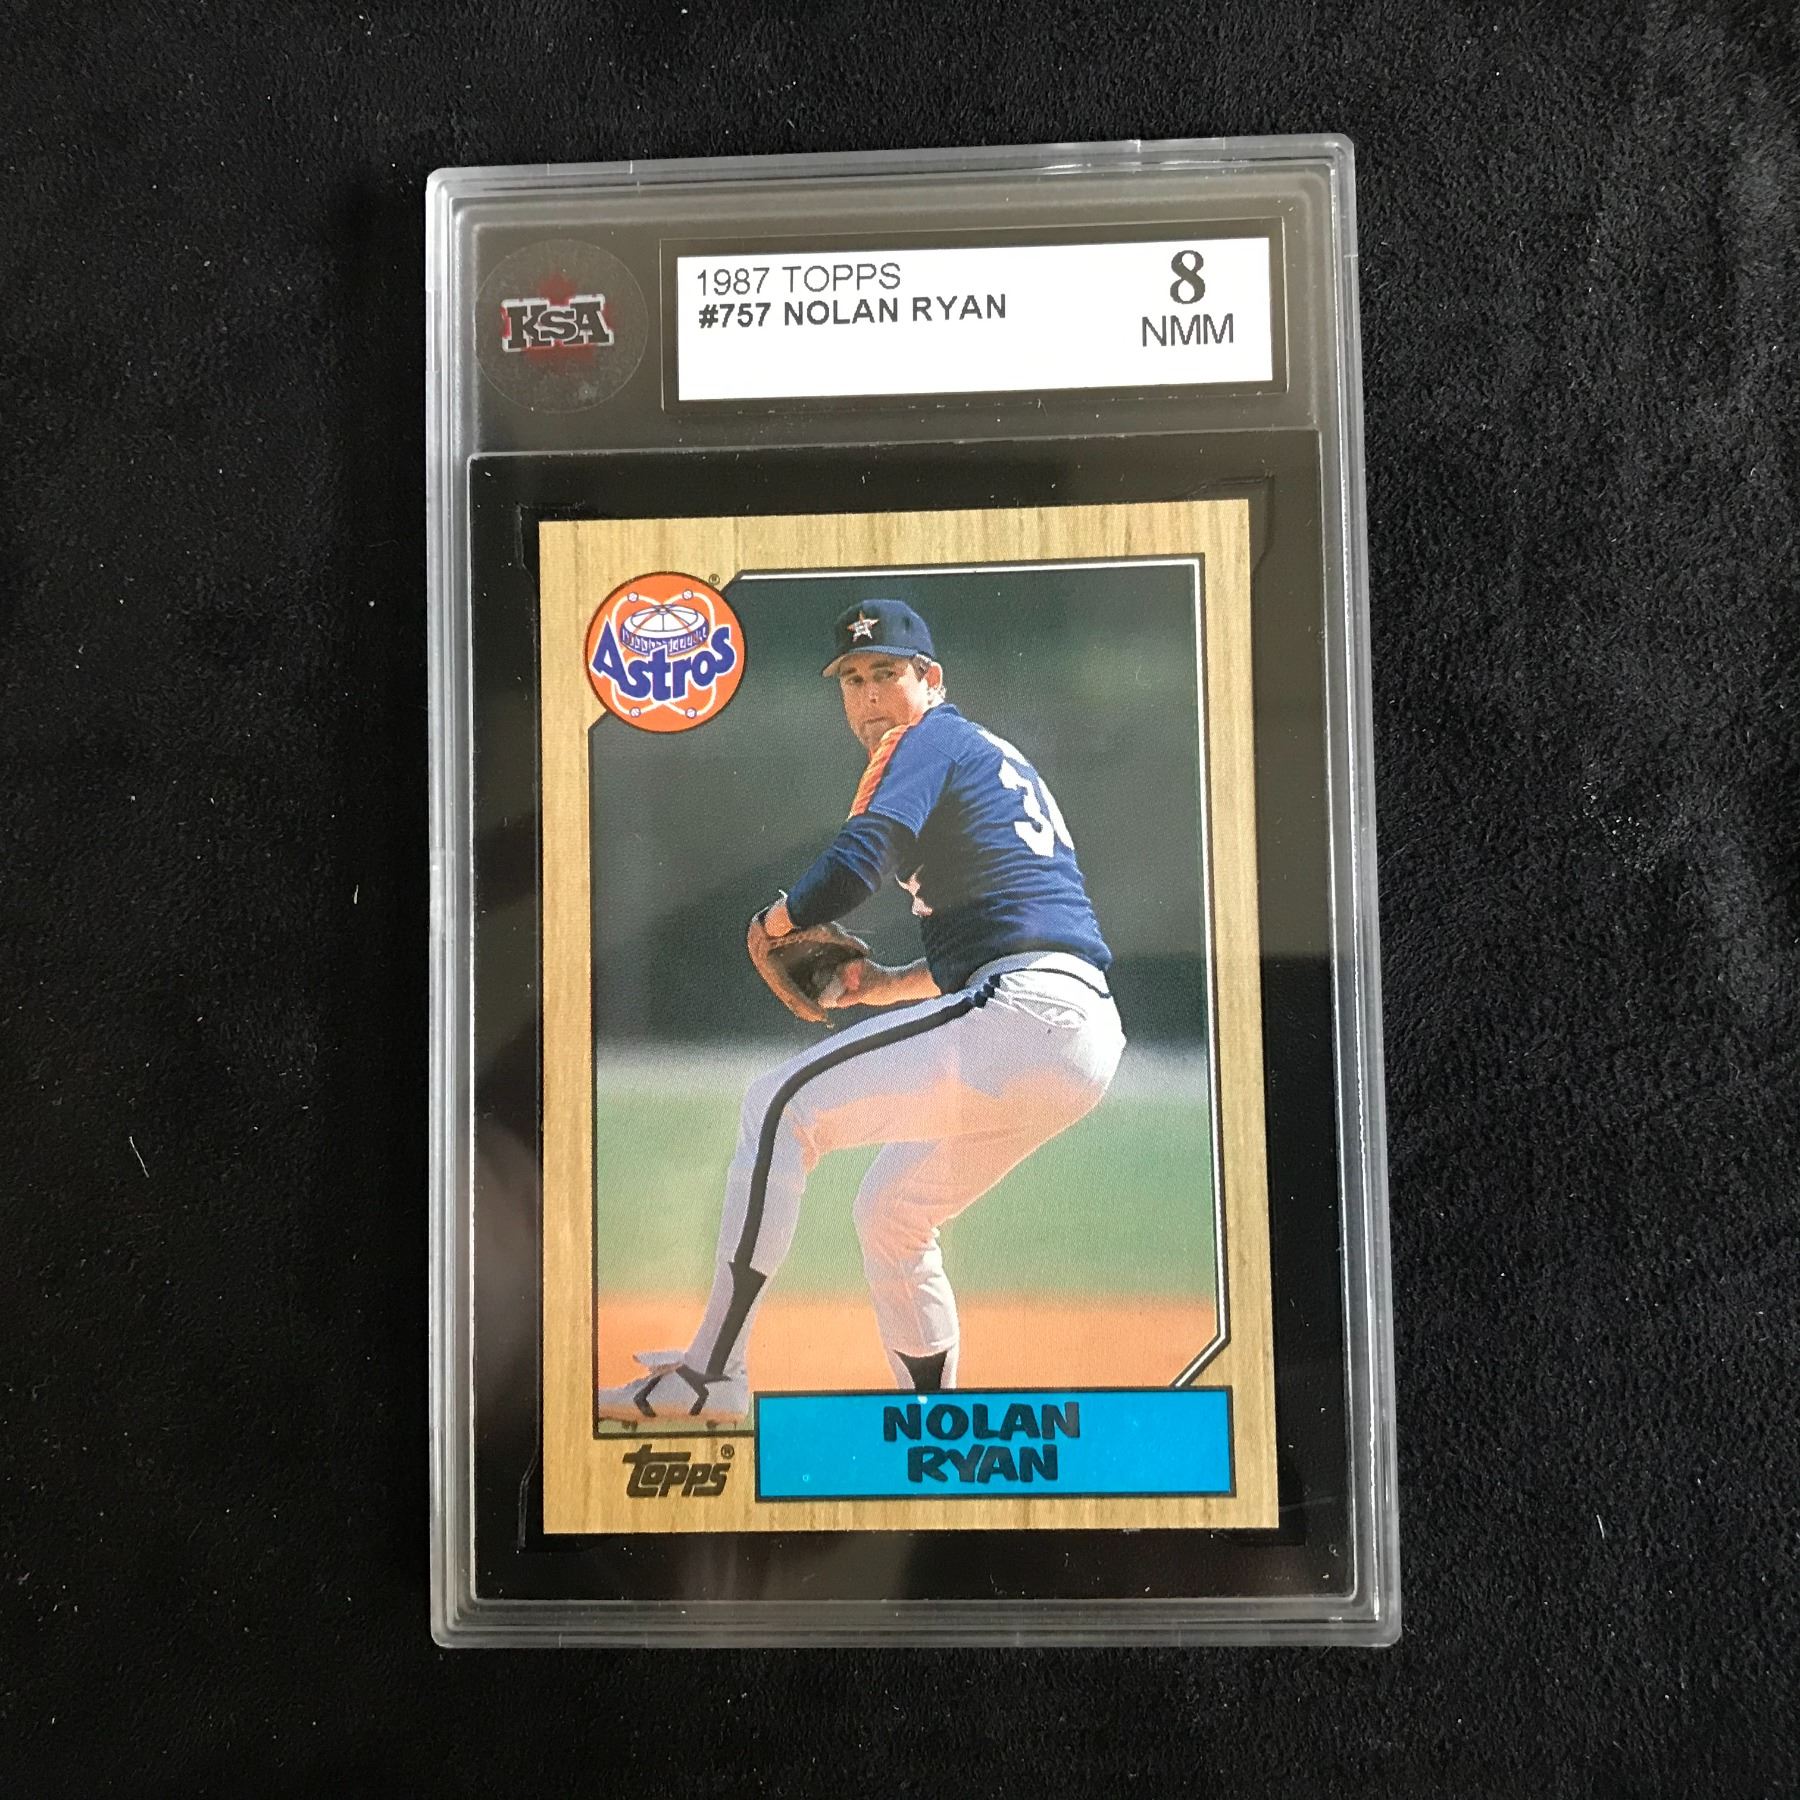 KSA
1987 TOPPS
#757 NOLAN RYAN
8
NMM
Astros®
topps®
NOLAN
RYAN